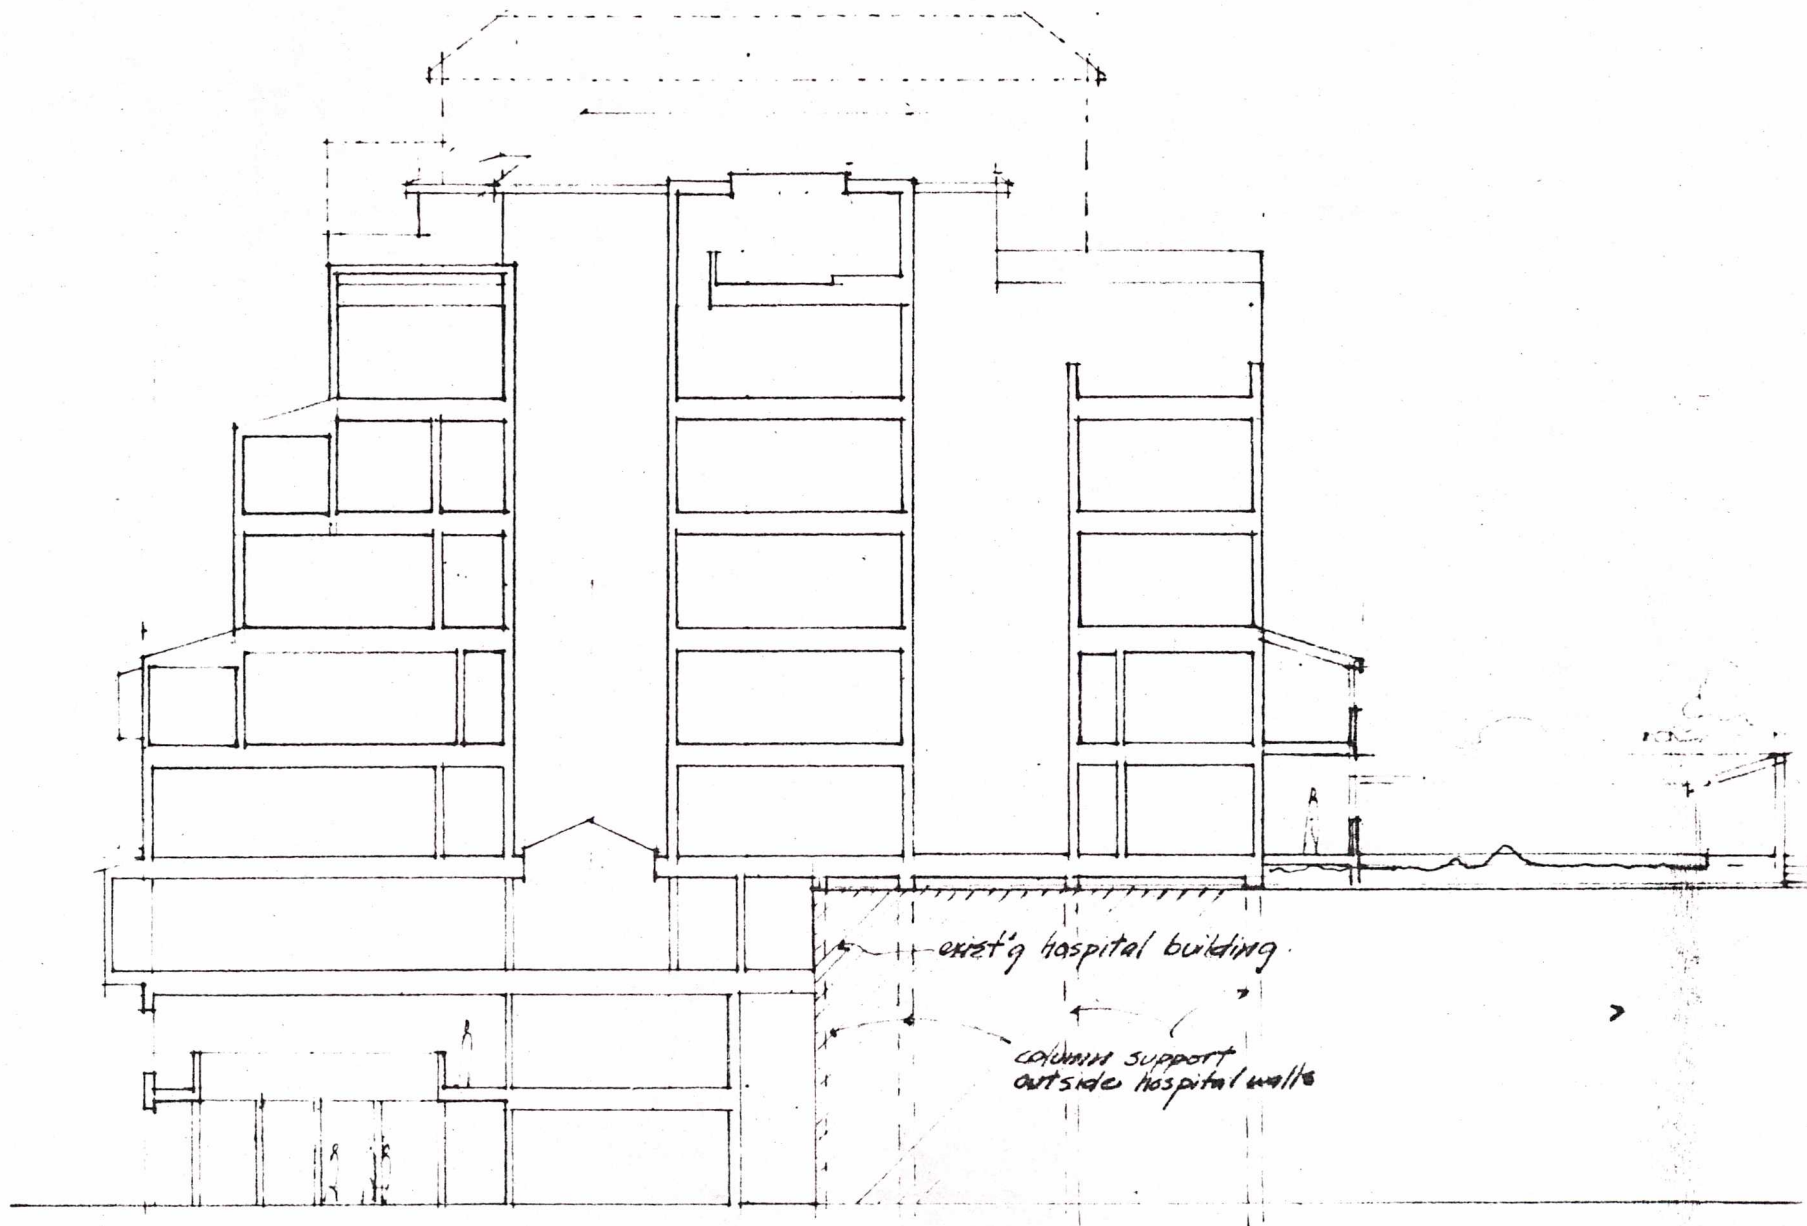 exist'g hospital building.
column support
outside hospital walls